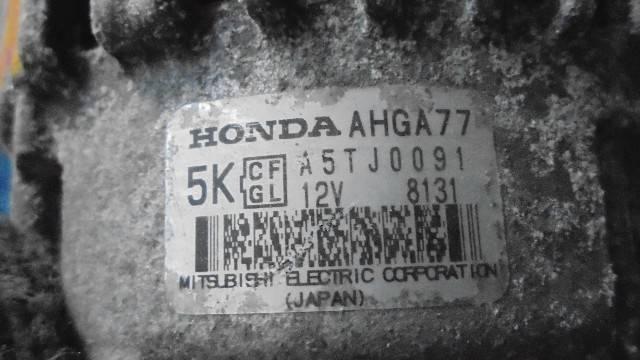 HONDA AHGA77
5K CF GL A5TJ0091
12V 8131
MITSUBISHI ELECTRIC CORPORATION
(JAPAN)